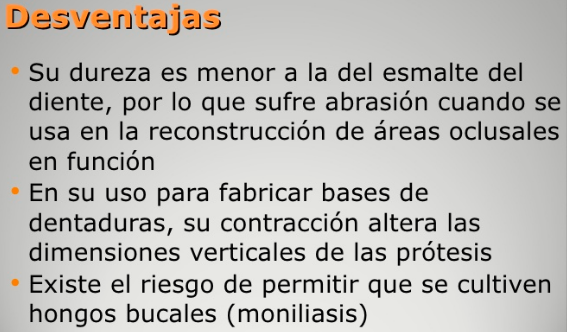 Desventajas
• Su dureza es menor a la del esmalte del
diente, por lo que sufre abrasión cuando se
usa en la reconstrucción de áreas oclusales
en función
• En su uso para fabricar bases de
dentaduras, su contracción altera las
dimensiones verticales de las prótesis
• Existe el riesgo de permitir que se cultiven
hongos bucales (moniliasis)